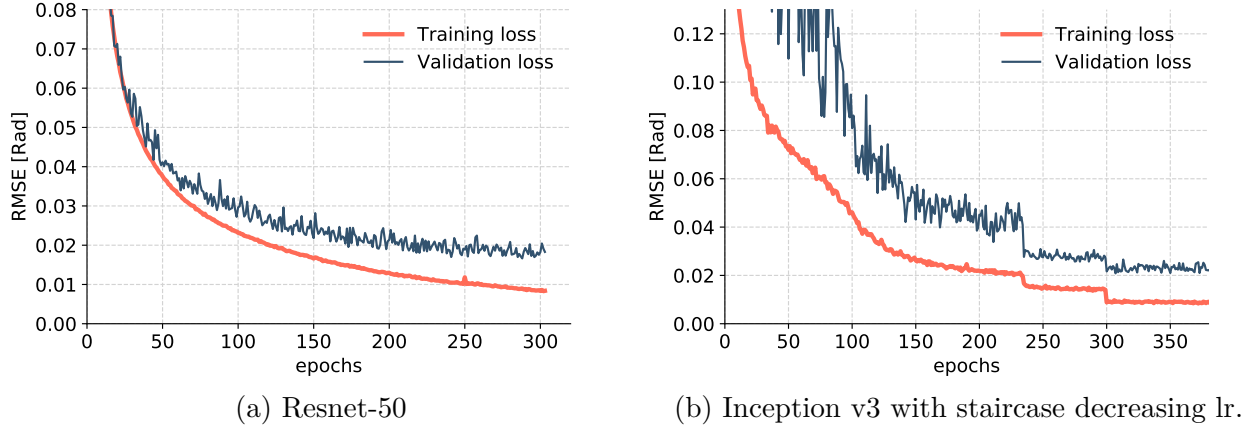 0.08
0.07
0.06
0.05
0.04
0.03
0.02
0.01
0.00
RMSE [Rad]
Training loss
Validation loss
0 50 100 150 200 250 300
epochs
(a) Resnet-50
0.12
0.10
0.08
0.06
0.04
0.02
0.00
RMSE [Rad]
Training loss
Validation loss
0 50 100 150 200 250 300 350
epochs
(b) Inception v3 with staircase decreasing lr.